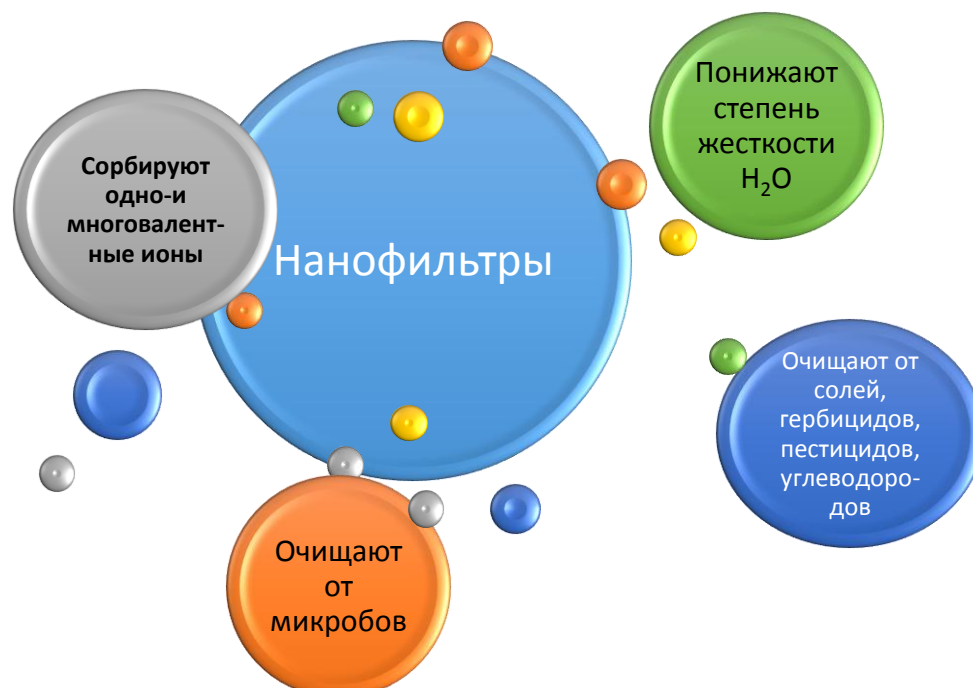 Понижают
степень
жесткости
H₂O
Сорбируют
одно-и
многовалент-
ные ионы
Нанофильтры
Очищают от
солей,
гербицидов,
пестицидов,
углеводоро-
дов
Очищают
от
микробов